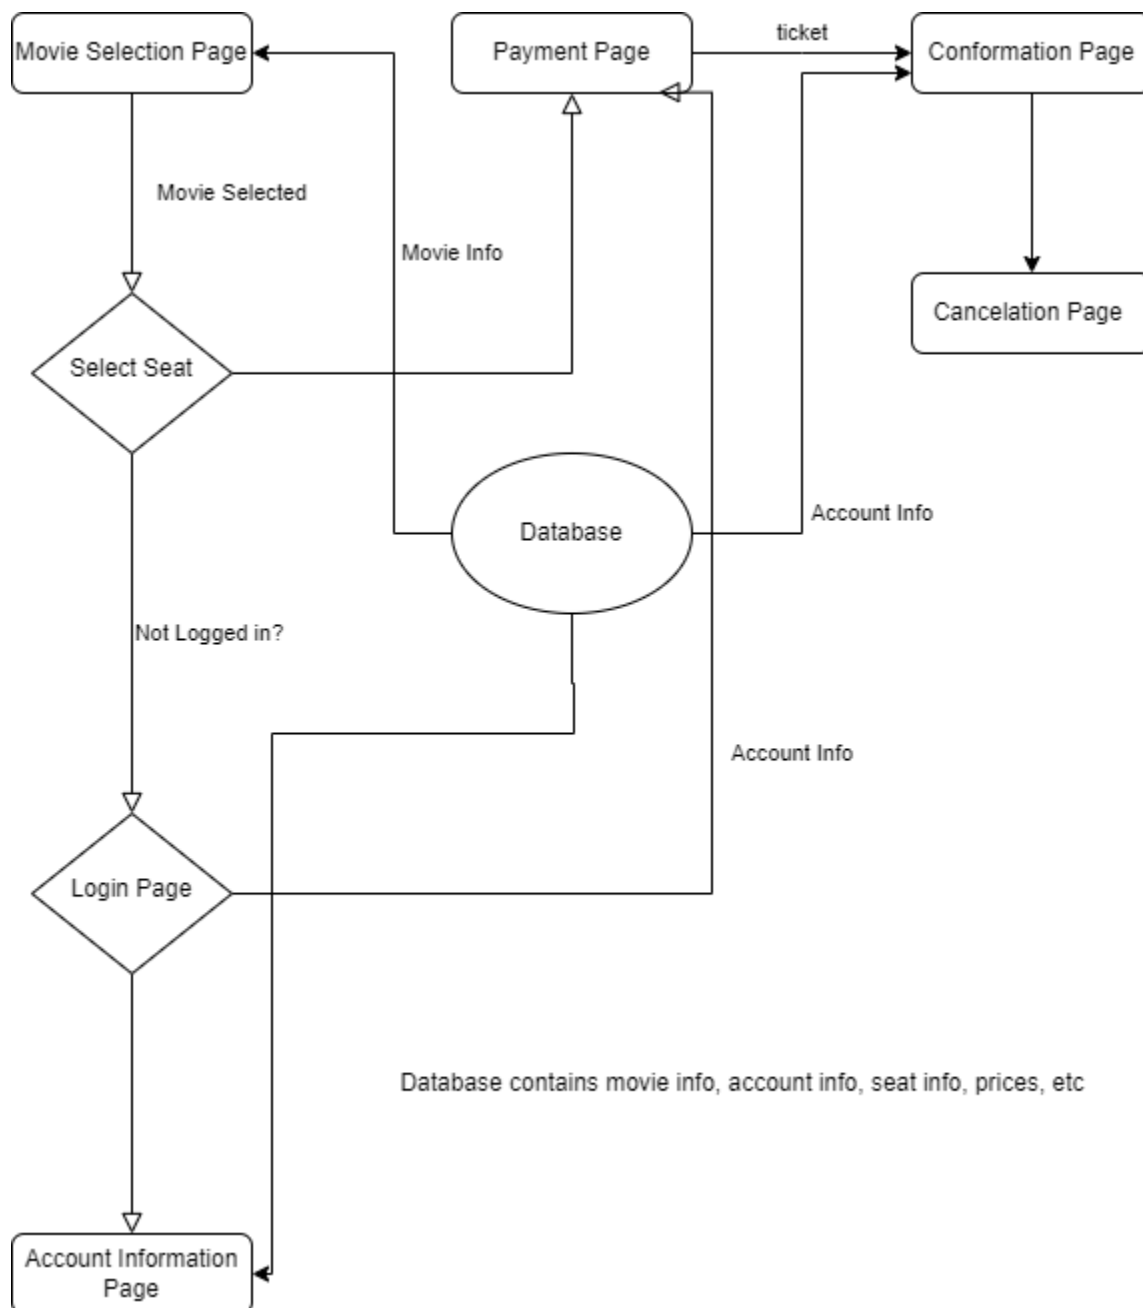 Movie Selection Page
Payment Page
ticket
Conformation Page
Movie Selected
Movie Info
Cancelation Page
Select Seat
Database
Account Info
Not Logged in?
Account Info
Login Page
Database contains movie info, account info, seat info, prices, etc
Account Information
Page